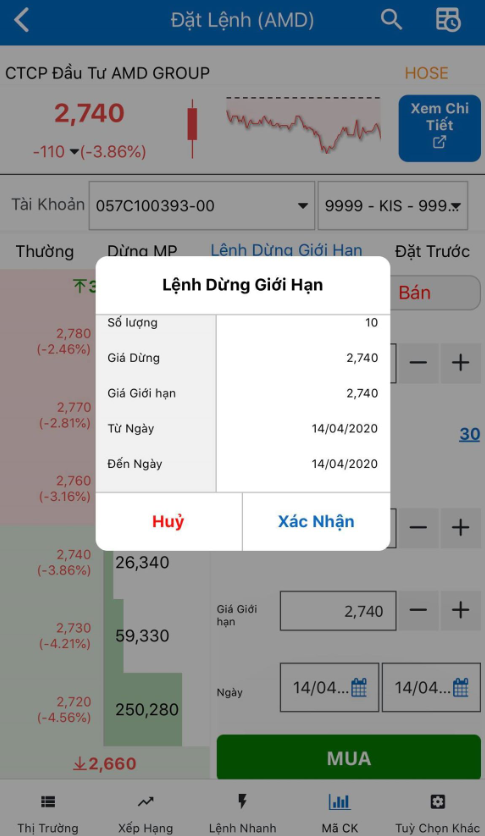 Đặt Lệnh (AMD)
CTCP Đầu Tư AMD GROUP
HOSE
2,740
-110 (-3.86%)
Xem Chi
Tiết
Tài Khoản
057C100393-00
9999 - KIS - 999...
Thường
Dừng MP
Lệnh Dừng Giới Hạn
Đặt Trước
Bán
2,780
(-2.46%)
2,770
(-2.81%)
30
2,760
(-3.16%)
Lệnh Dừng Giới Hạn
Số lượng 10
Giá Dừng 2,740
Giá Giới hạn 2,740
Từ Ngày 14/04/2020
Đến Ngày 14/04/2020
Huỷ
Xác Nhận
2,740
(-3.86%)
26,340
2,730
(-4.21%)
59,330
2,720
(-4.56%)
250,280
2,660
Giá Giới
hạn
2,740
Ngày
14/04...
14/04...
MUA
Thị Trường
Xếp Hạng
Lệnh Nhanh
Mã CK
Tuỳ Chọn Khác